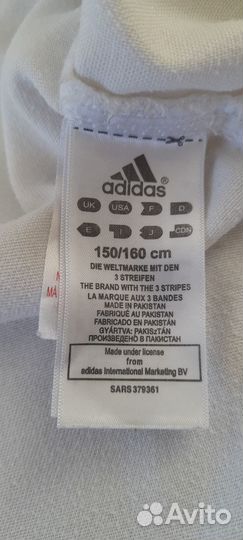 adidas®
UK USA F D
E I J CDN
150/160 cm
DIE WELTMARKE MIT DEN
3 STREIFEN
THE BRAND WITH THE 3 STRIPES
LA MARQUE AUX 3 BANDES
MADE IN PAKISTAN
FABRIQUÉ AU PAKISTAN
FABRICADO EN PAKISTÁN
GYÁRTVA: PAKISZTÁN
ПРОИЗВЕДЕНО В ПАКИСТАН
Made under license
from
adidas International Marketing BV
SARS 379361
Avito